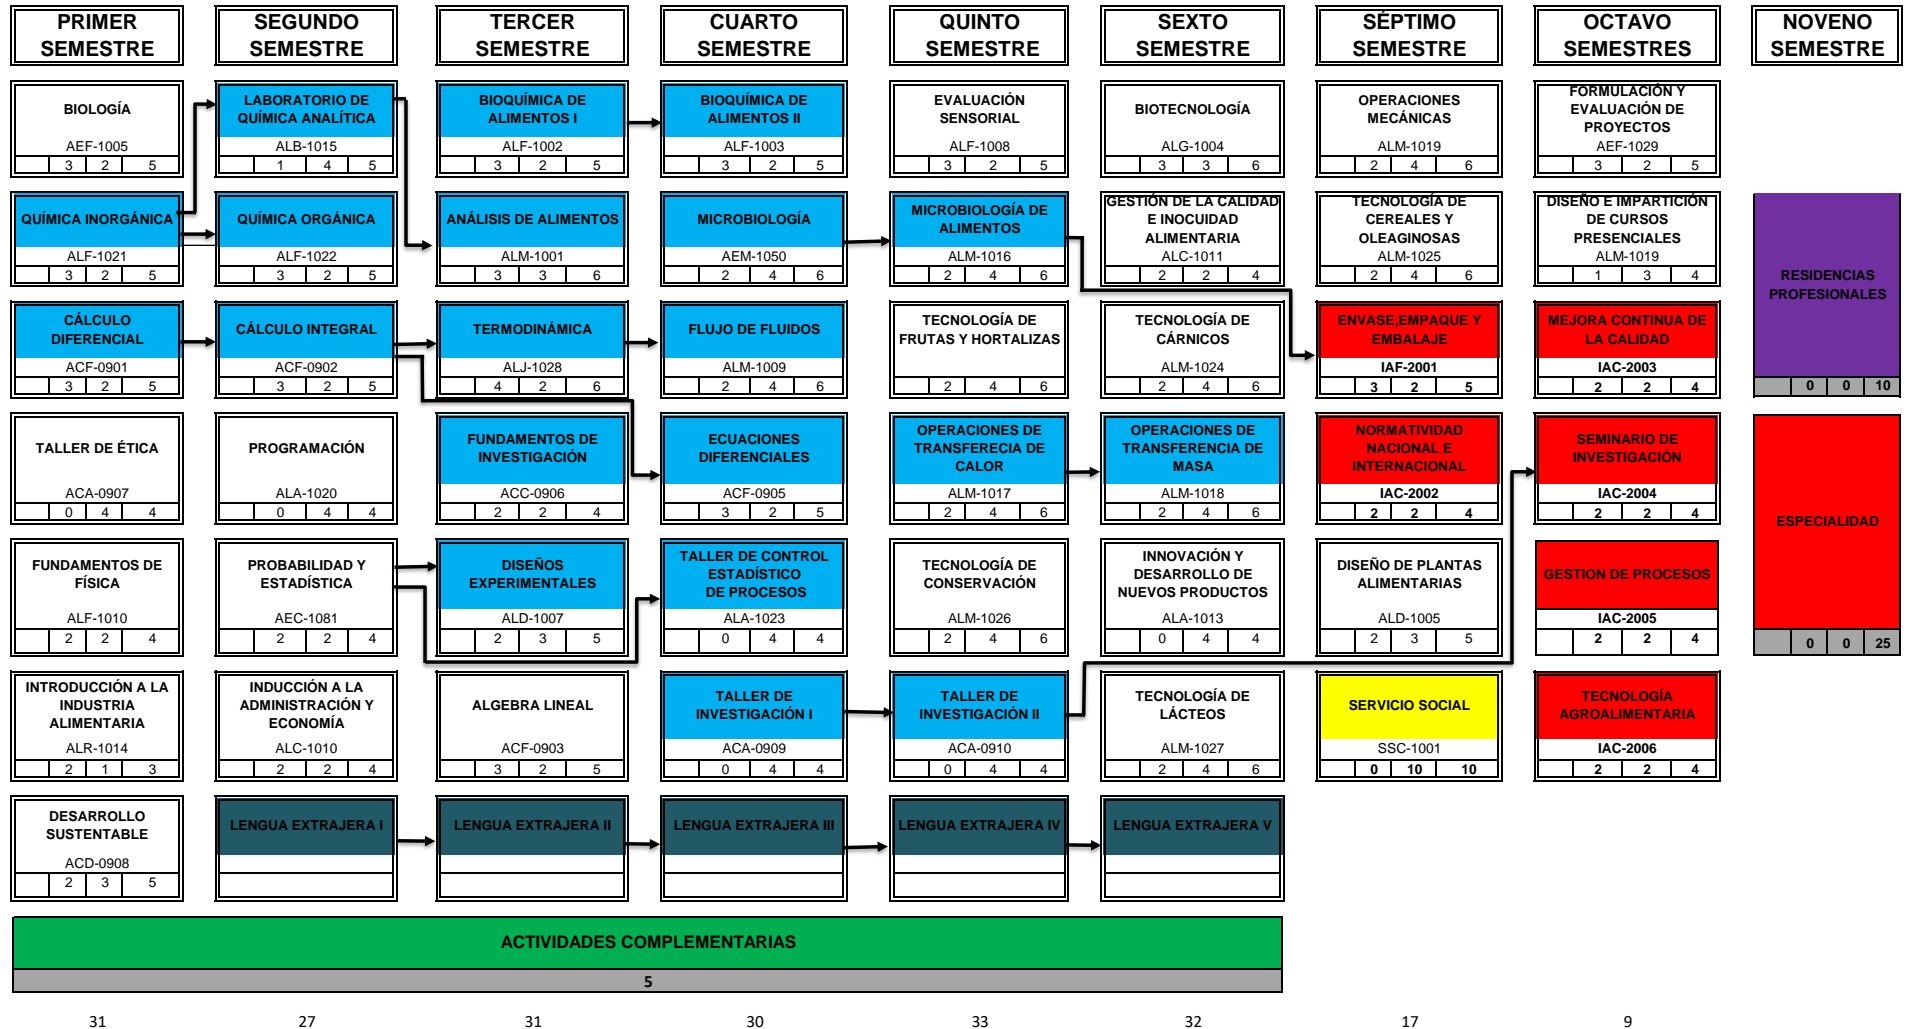 PRIMER
SEMESTRE
SEGUNDO
SEMESTRE
TERCER
SEMESTRE
CUARTO
SEMESTRE
QUINTO
SEMESTRE
SEXTO
SEMESTRE
SÉPTIMO
SEMESTRE
OCTAVO
SEMESTRES
NOVENO
SEMESTRE
BIOLOGÍA
AEF-1005
3 2 5
LABORATORIO DE
QUÍMICA ANALÍTICA
ALB-1015
1 4 5
BIOQUÍMICA DE
ALIMENTOS I
ALF-1002
3 2 5
BIOQUÍMICA DE
ALIMENTOS II
ALF-1003
3 2 5
EVALUACIÓN
SENSORIAL
ALF-1008
3 2 5
BIOTECNOLOGÍA
ALG-1004
3 3 6
OPERACIONES
MECÁNICAS
ALM-1019
2 4 6
FORMULACIÓN Y
EVALUACIÓN DE
PROYECTOS
AEF-1029
3 2 5
QUÍMICA INORGÁNICA
ALF-1021
3 2 5
QUÍMICA ORGÁNICA
ALF-1022
3 2 5
ANÁLISIS DE ALIMENTOS
ALM-1001
3 3 6
MICROBIOLOGÍA
AEM-1050
2 4 6
MICROBIOLOGÍA DE
ALIMENTOS
ALM-1016
2 4 6
GESTIÓN DE LA CALIDAD
E INOCUIDAD
ALIMENTARIA
ALC-1011
2 2 4
TECNOLOGÍA DE
CEREALES Y
OLEAGINOSAS
ALM-1025
2 4 6
DISEÑO E IMPARTICIÓN
DE CURSOS
PRESENCIALES
ALM-1019
1 3 4
RESIDENCIAS
PROFESIONALES
0 0 10
CÁLCULO
DIFERENCIAL
ACF-0901
3 2 5
CÁLCULO INTEGRAL
ACF-0902
3 2 5
TERMODINÁMICA
ALJ-1028
4 2 6
FLUJO DE FLUIDOS
ALM-1009
2 4 6
TECNOLOGÍA DE
FRUTAS Y HORTALIZAS
2 4 6
TECNOLOGÍA DE
CÁRNICOS
ALM-1024
2 4 6
ENVASE,EMPAQUE Y
EMBALAJE
IAF-2001
3 2 5
MEJORA CONTINUA DE
LA CALIDAD
IAC-2003
2 2 4
TALLER DE ÉTICA
ACA-0907
0 4 4
PROGRAMACIÓN
ALA-1020
0 4 4
FUNDAMENTOS DE
INVESTIGACIÓN
ACC-0906
2 2 4
ECUACIONES
DIFERENCIALES
ACF-0905
3 2 5
OPERACIONES DE
TRANSFERECIA DE
CALOR
ALM-1017
2 4 6
OPERACIONES DE
TRANSFERENCIA DE
MASA
ALM-1018
2 4 6
NORMATIVIDAD
NACIONAL E
INTERNACIONAL
IAC-2002
2 2 4
SEMINARIO DE
INVESTIGACIÓN
IAC-2004
2 2 4
ESPECIALIDAD
0 0 25
FUNDAMENTOS DE
FÍSICA
ALF-1010
2 2 4
PROBABILIDAD Y
ESTADÍSTICA
AEC-1081
2 2 4
DISEÑOS
EXPERIMENTALES
ALD-1007
2 3 5
TALLER DE CONTROL
ESTADÍSTICO
DE PROCESOS
ALA-1023
0 4 4
TECNOLOGÍA DE
CONSERVACIÓN
ALM-1026
2 4 6
INNOVACIÓN Y
DESARROLLO DE
NUEVOS PRODUCTOS
ALA-1013
0 4 4
DISEÑO DE PLANTAS
ALIMENTARIAS
ALD-1005
2 3 5
GESTION DE PROCESOS
IAC-2005
2 2 4
INTRODUCCIÓN A LA
INDUSTRIA
ALIMENTARIA
ALR-1014
2 1 3
INDUCCIÓN A LA
ADMINISTRACIÓN Y
ECONOMÍA
ALC-1010
2 2 4
ALGEBRA LINEAL
ACF-0903
3 2 5
TALLER DE
INVESTIGACIÓN I
ACA-0909
0 4 4
TALLER DE
INVESTIGACIÓN II
ACA-0910
0 4 4
TECNOLOGÍA DE
LÁCTEOS
ALM-1027
2 4 6
SERVICIO SOCIAL
SSC-1001
0 10 10
TECNOLOGÍA
AGROALIMENTARIA
IAC-2006
2 2 4
DESARROLLO
SUSTENTABLE
ACD-0908
2 3 5
LENGUA EXTRAJERA I
LENGUA EXTRAJERA II
LENGUA EXTRAJERA III
LENGUA EXTRAJERA IV
LENGUA EXTRAJERA V
ACTIVIDADES COMPLEMENTARIAS
5
31 27 31 30 33 32 17 9